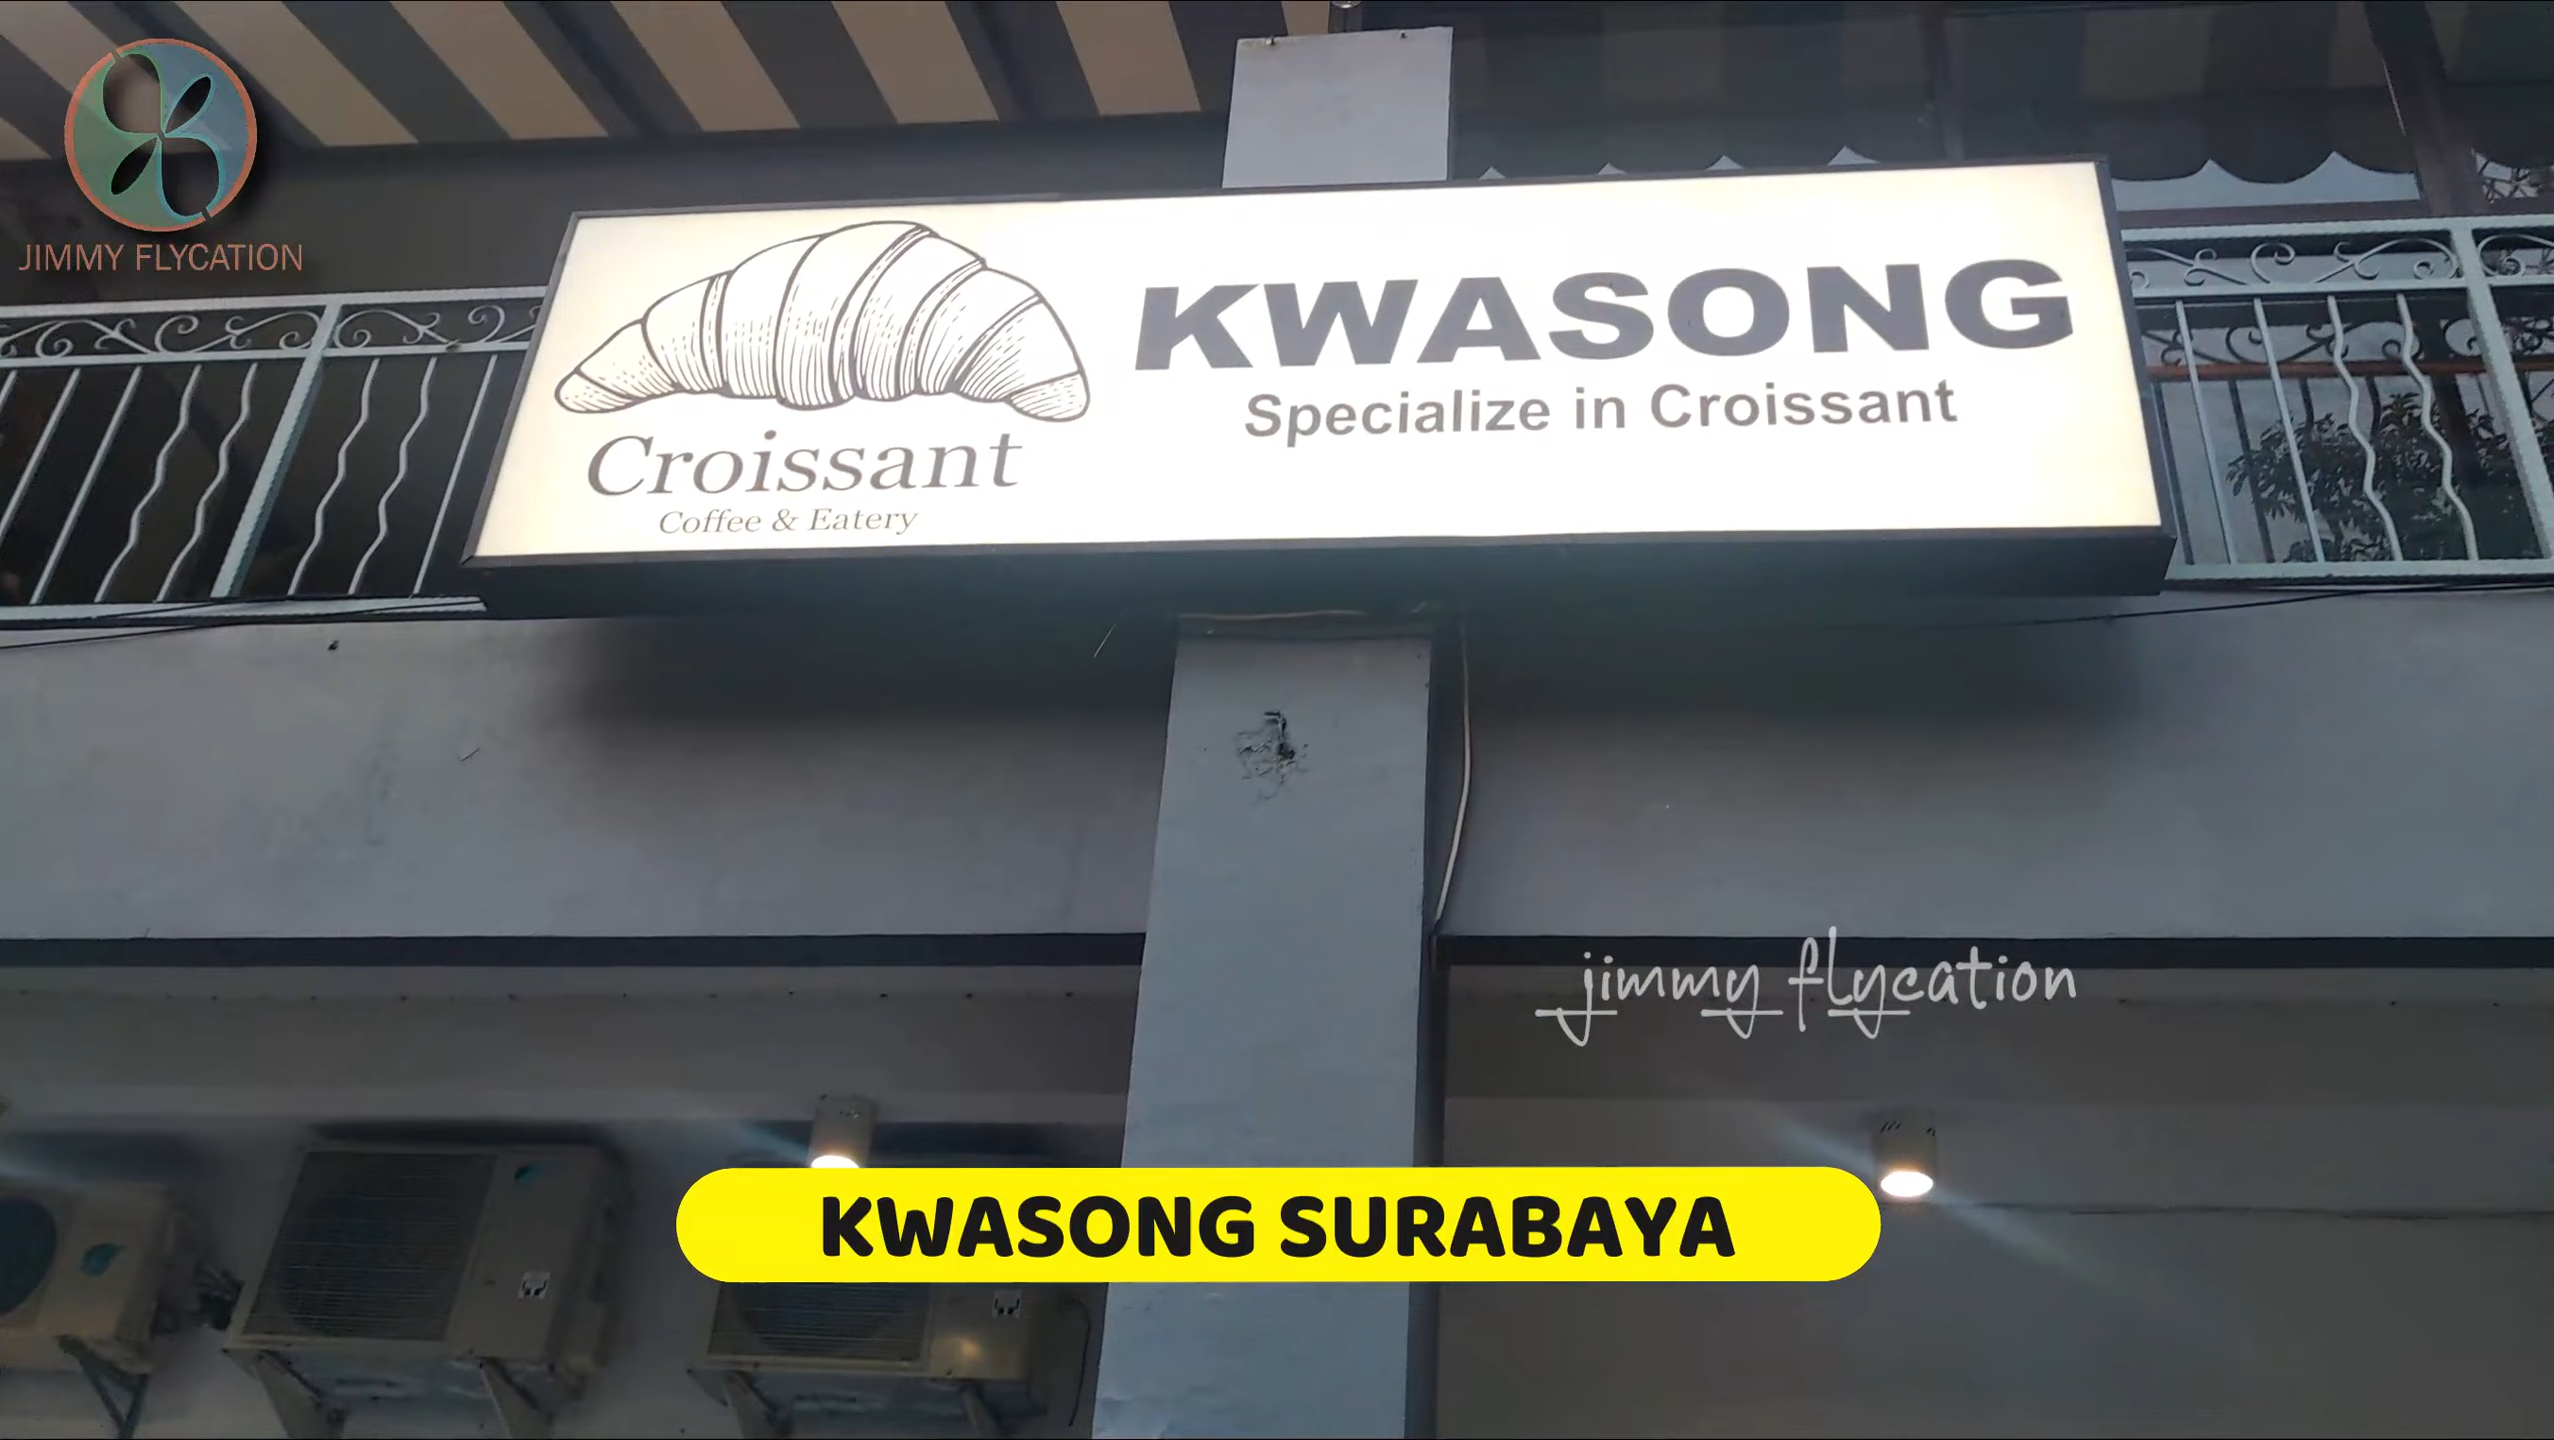 JIMMY FLYCATION
KWASONG
Specialize in Croissant
Croissant
Coffee & Eatery
jimmy flycation
KWASONG SURABAYA